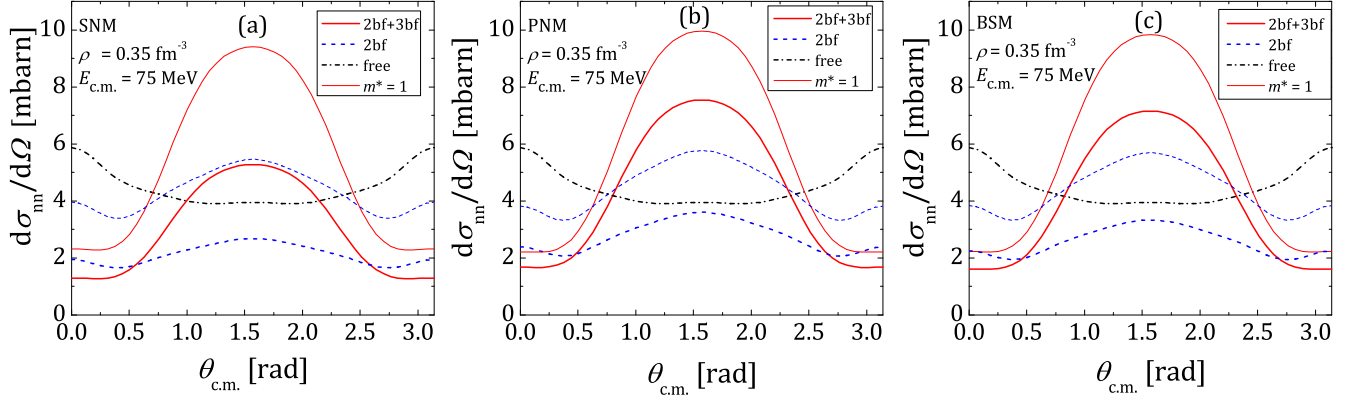 SNM
(a)
ρ = 0.35 fm⁻³
E_c.m. = 75 MeV
2bf+3bf
2bf
free
m* = 1
dσ_nn/dΩ [mbarn]
0
2
4
6
8
10
0.0 0.5 1.0 1.5 2.0 2.5 3.0
θ_c.m. [rad]
PNM
(b)
ρ = 0.35 fm⁻³
E_c.m. = 75 MeV
2bf+3bf
2bf
free
m* = 1
dσ_nn/dΩ [mbarn]
0
2
4
6
8
10
0.0 0.5 1.0 1.5 2.0 2.5 3.0
θ_c.m. [rad]
BSM
(c)
ρ = 0.35 fm⁻³
E_c.m. = 75 MeV
2bf+3bf
2bf
free
m* = 1
dσ_nn/dΩ [mbarn]
0
2
4
6
8
10
0.0 0.5 1.0 1.5 2.0 2.5 3.0
θ_c.m. [rad]